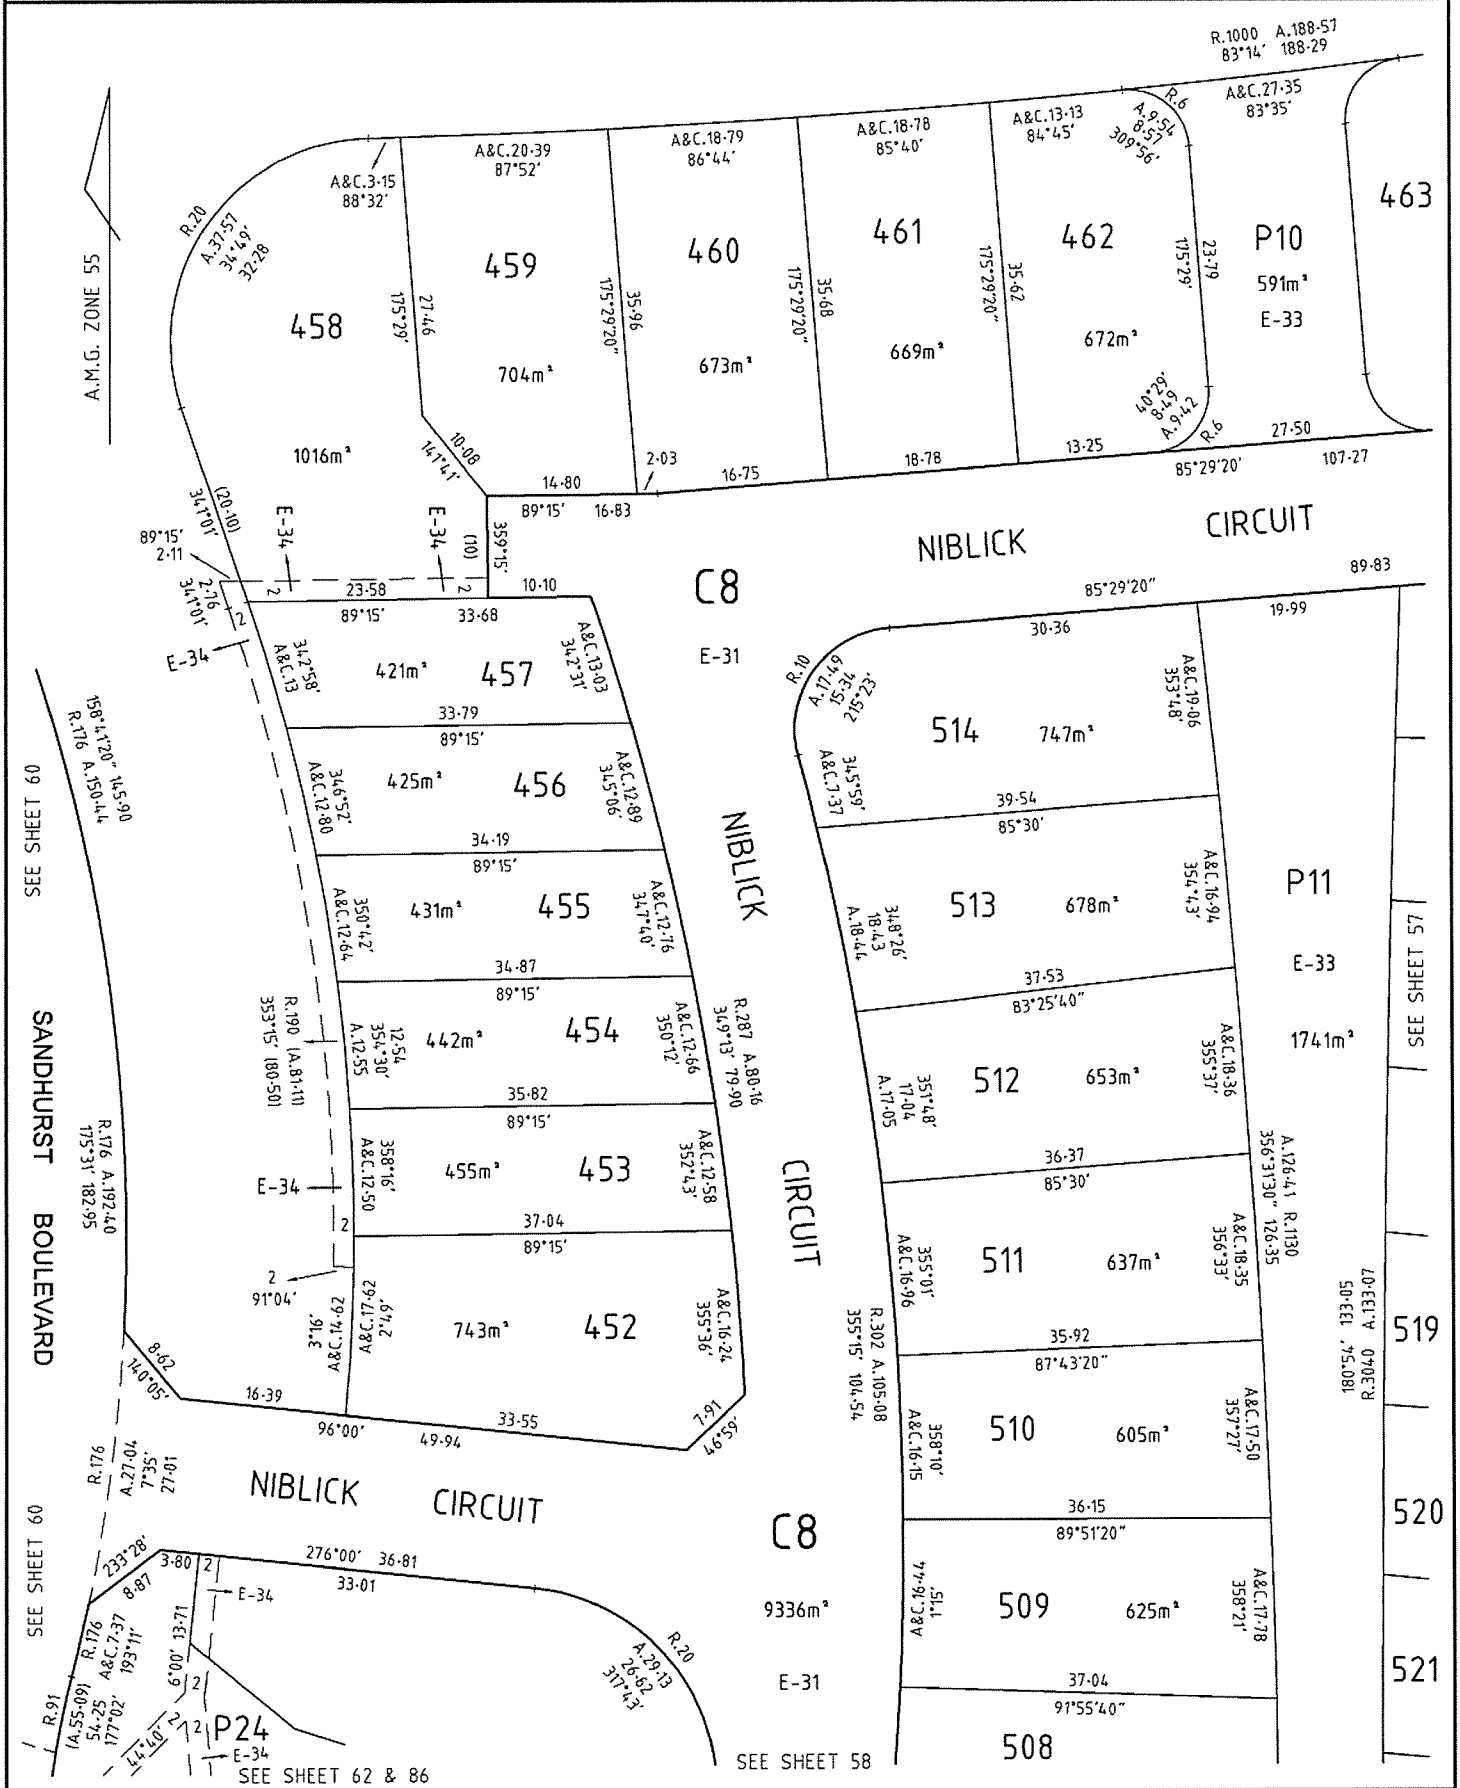 R.1000 A.188·57
83°14' 188·29
A&C.27·35
83°35'
R.6
A.9·54
8·57
309°56'
A&C.13·13
84°45'
A&C.18·78
85°40'
A&C.18·79
86°44'
A&C.20·39
87°52'
A&C.3·15
88°32'
R.20
A.37·57
34°49'
32·28
A.M.G. ZONE 55
463
P10
591m²
E-33
23·79
175°29'
462
672m²
35·62
175°29'20"
461
669m²
35·68
175°29'20"
460
673m²
35·96
175°29'20"
459
704m²
27·46
175°29'
458
1016m²
10·08
141°41'
40°29'
8·49
A.9·42
R.6
27·50
85°29'20" 107·27
13·25
18·78
16·75
2·03
14·80
89°15' 16·83
359°15'
(10)
E-34
E-34
(20·10)
341°01'
89°15'
2·11
2·76
341°01'
2
2
2
23·58
10·10
89°15' 33·68
E-34
NIBLICK CIRCUIT
C8
E-31
85°29'20" 89·83
30·36
19·99
R.10
A.17·49
15·34
215°23'
342°58'
A&C.13
421m² 457
A&C.13·03
342°31'
33·79
89°15'
346°52'
A&C.12·80
425m² 456
A&C.12·89
345°06'
34·19
89°15'
350°42'
A&C.12·64
431m² 455
A&C.12·76
347°40'
34·87
89°15'
R.190 (A.81·11)
353°15' (80·50)
12·54
354°30'
A.12·55
442m² 454
A&C.12·66
350°12'
35·82
89°15'
358°16'
A&C.12·50
455m² 453
A&C.12·58
352°43'
E-34
2
37·04
89°15'
2
91°04'
3°16'
A&C.14·62
A&C.17·62
2°49'
743m² 452
A&C.16·24
355°36'
R.287 A.80·16
349°13' 79·90
NIBLICK
CIRCUIT
158°41'20" 145·90
R.176 A.150·44
SEE SHEET 60
SANDHURST BOULEVARD
R.176 A.192·40
175°31' 182·95
8·62
140°05'
16·39
33·55
96°00' 49·94
7·91
46°59'
514 747m²
345°59'
A&C.7·37
A&C.19·06
353°48'
39·54
85°30'
513 678m²
348°26'
18·43
A.18·44
A&C.16·94
354°43'
37·53
83°25'40"
512 653m²
351°48'
17·04
A.17·05
A&C.18·36
355°37'
36·37
85°30'
511 637m²
355°01'
A&C.16·96
A&C.18·35
356°33'
35·92
87°43'20"
R.302 A.105·08
355°15' 104·54
510 605m²
358°10'
A&C.16·15
A&C.17·50
357°27'
36·15
89°51'20"
509 625m²
A&C.16·44
1°15'
A&C.17·78
358°21'
37·04
91°55'40"
508
P11
E-33
1741m²
A.126·41 R.1130
356°31'30" 126·35
SEE SHEET 57
180°54' 133·05
R.3040 A.133·07
519
520
521
NIBLICK CIRCUIT
C8
9336m²
E-31
R.176
A.27·04
7°35'
27·01
SEE SHEET 60
233°28'
8·87
3·80
2
276°00' 36·81
33·01
E-34
R.20
A.29·13
26·62
317°43'
R.176
A&C.7·37
193°11'
6°00' 13·71
R.91
(A.55·09)
54·25
177°02'
44°40'
2
2
2
P24
E-34
SEE SHEET 62 & 86
SEE SHEET 58